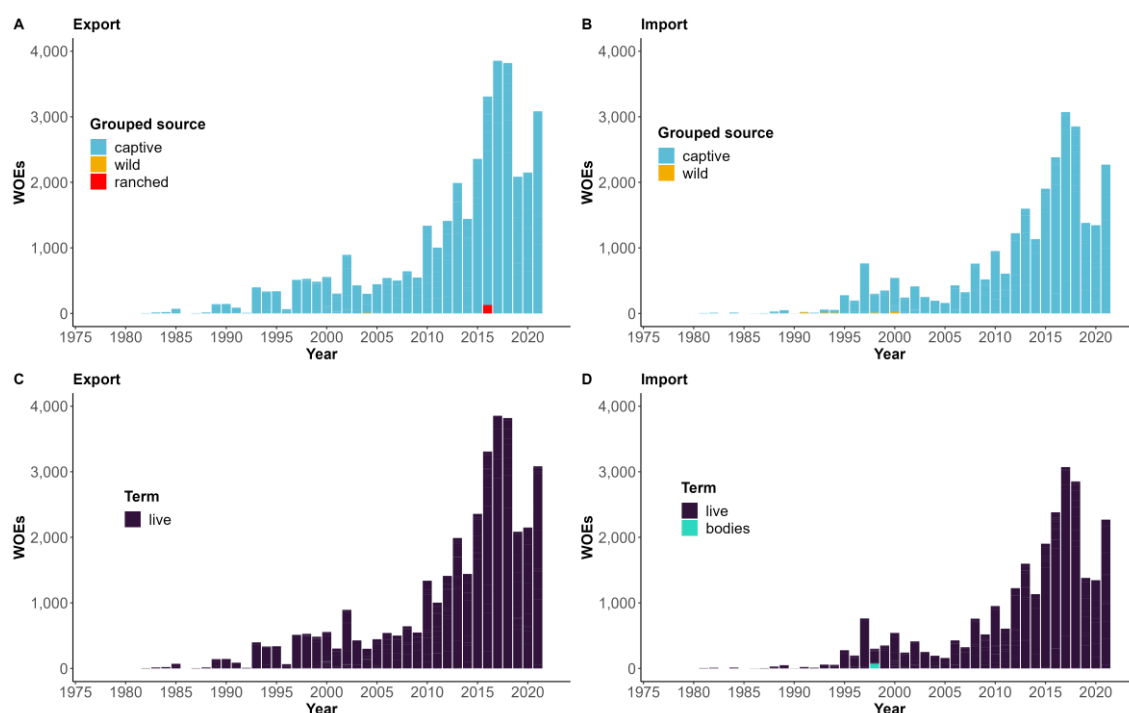 A Export
4,000
3,000
2,000
1,000
0
WOEs
Grouped source
captive
wild
ranched
1975 1980 1985 1990 1995 2000 2005 2010 2015 2020
Year
B Import
4,000
3,000
2,000
1,000
0
WOEs
Grouped source
captive
wild
1975 1980 1985 1990 1995 2000 2005 2010 2015 2020
Year
C Export
4,000
3,000
2,000
1,000
0
WOEs
Term
live
1975 1980 1985 1990 1995 2000 2005 2010 2015 2020
Year
D Import
4,000
3,000
2,000
1,000
0
WOEs
Term
live
bodies
1975 1980 1985 1990 1995 2000 2005 2010 2015 2020
Year